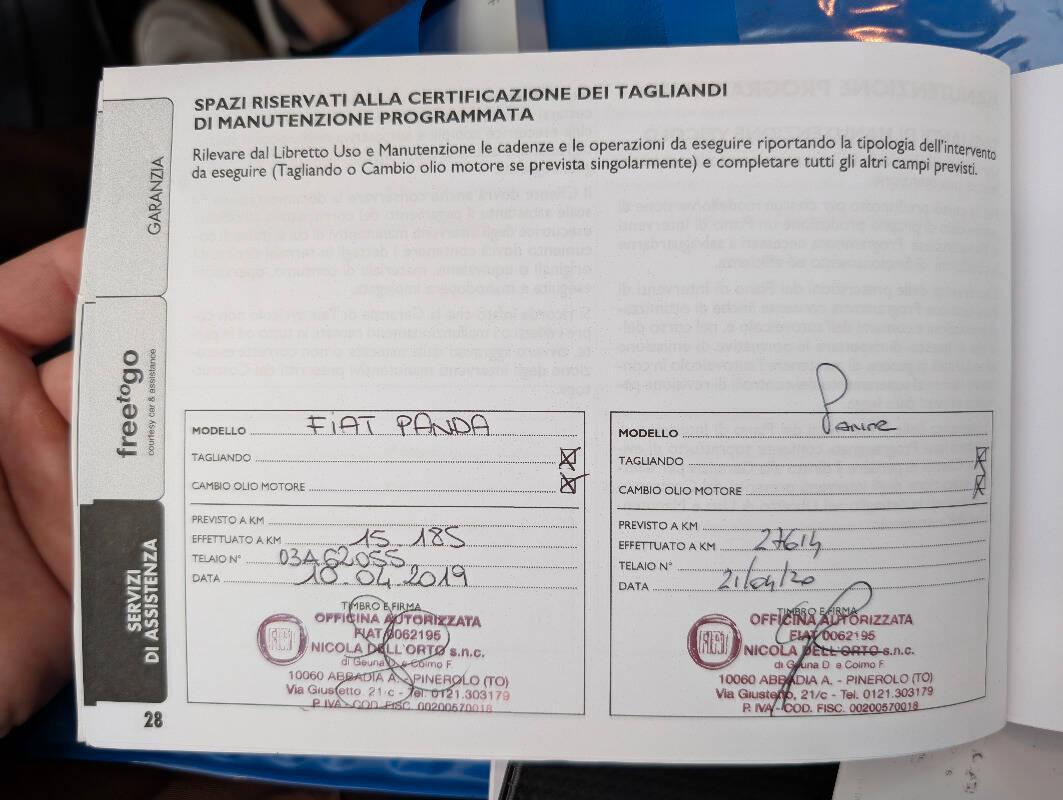 SPAZI RISERVATI ALLA CERTIFICAZIONE DEI TAGLIANDI
DI MANUTENZIONE PROGRAMMATA
Rilevare dal Libretto Uso e Manutenzione le cadenze e le operazioni da eseguire riportando la tipologia dell'intervento
da eseguire (Tagliando o Cambio olio motore se prevista singolarmente) e completare tutti gli altri campi previsti.
GARANZIA
freetogo
courtesy car & assistance
SERVIZI
DI ASSISTENZA
28
MODELLO FIAT PANDA
TAGLIANDO
CAMBIO OLIO MOTORE
PREVISTO A KM
EFFETTUATO A KM 15 185
TELAIO N° 03A62055
DATA 10.04.2019
TIMBRO E FIRMA
OFFICINA AUTORIZZATA
FIAT 0062195
NICOLA DELL'ORTO s.n.c.
di Geuna D. e Coimo F.
10060 ABBADIA A. - PINEROLO (TO)
Via Giustetto, 21/c - Tel. 0121.303179
P. IVA - COD. FISC. 00200570018
FIAT
MODELLO
TAGLIANDO
CAMBIO OLIO MOTORE
PREVISTO A KM
EFFETTUATO A KM 27614
TELAIO N°
DATA 21/04/20
TIMBRO E FIRMA
OFFICINA AUTORIZZATA
FIAT 0062195
NICOLA DELL'ORTO s.n.c.
di Geuna D. e Coimo F.
10060 ABBADIA A. - PINEROLO (TO)
Via Giustetto, 21/c - Tel. 0121.303179
P. IVA - COD. FISC. 00200570018
FIAT